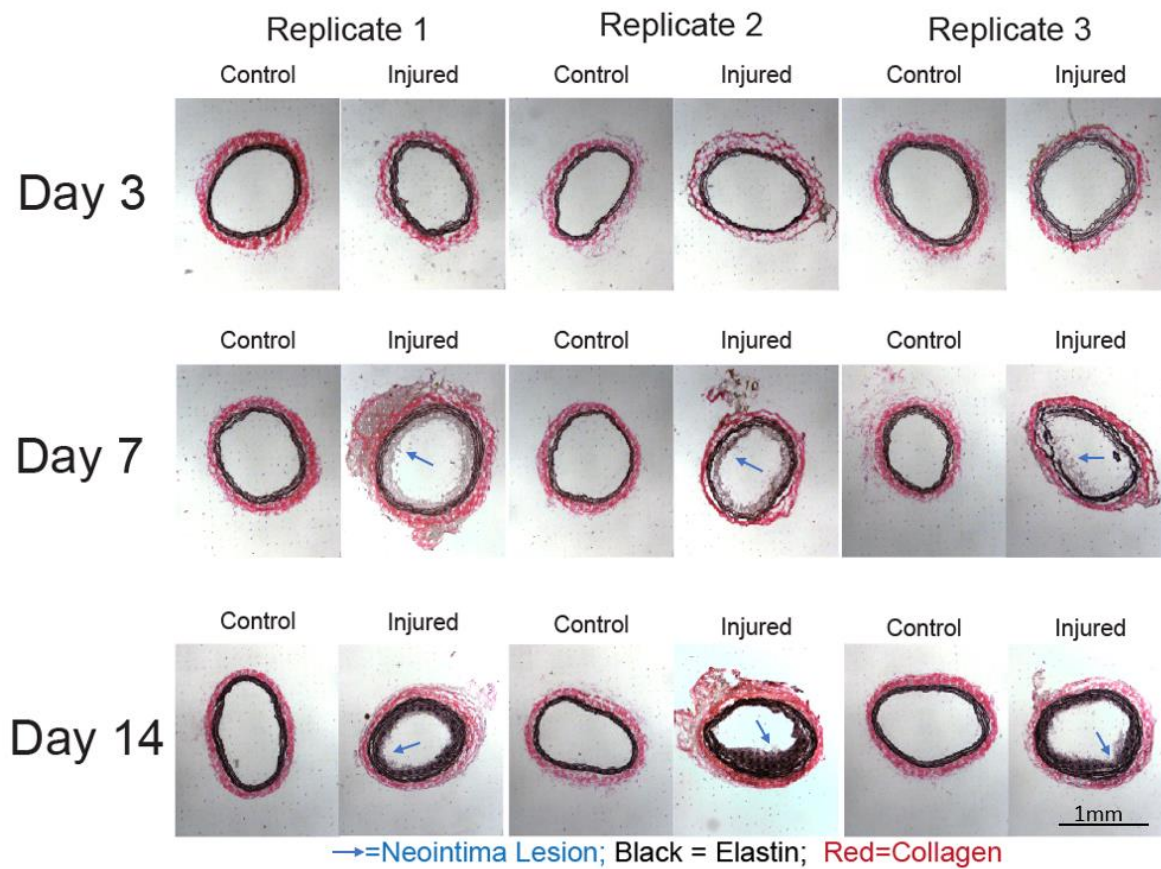 Replicate 1 Replicate 2 Replicate 3
Control Injured Control Injured Control Injured
Day 3
Control Injured Control Injured Control Injured
Day 7
Control Injured Control Injured Control Injured
Day 14
1mm
→=Neointima Lesion; Black = Elastin; Red=Collagen